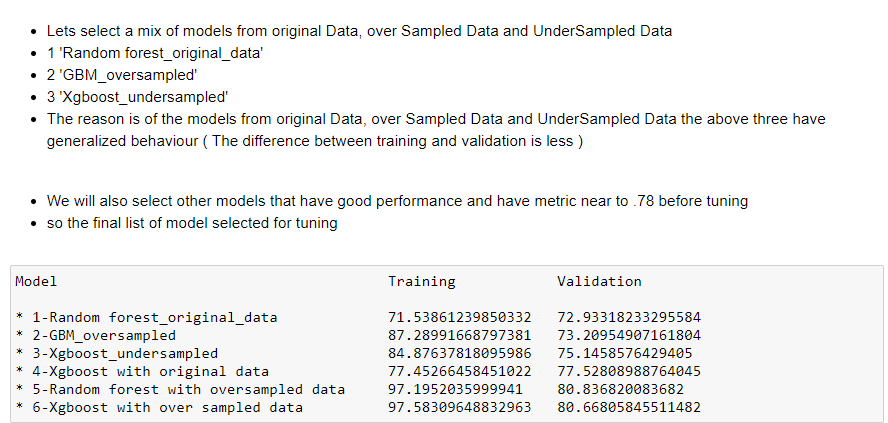 Lets select a mix of models from original Data, over Sampled Data and UnderSampled Data
1 'Random forest_original_data'
2 'GBM_oversampled'
3 'Xgboost_undersampled'
The reason is of the models from original Data, over Sampled Data and UnderSampled Data the above three have
generalized behaviour ( The difference between training and validation is less )
We will also select other models that have good performance and have metric near to .78 before tuning
so the final list of model selected for tuning
Model Training Validation
* 1-Random forest_original_data 71.53861239850332 72.93318233295584
* 2-GBM_oversampled 87.28991668797381 73.20954907161804
* 3-Xgboost_undersampled 84.87637818095986 75.1458576429405
* 4-Xgboost with original data 77.45266458451022 77.52808988764045
* 5-Random forest with oversampled data 97.1952035999941 80.836820083682
* 6-Xgboost with over sampled data 97.58309648832963 80.66805845511482